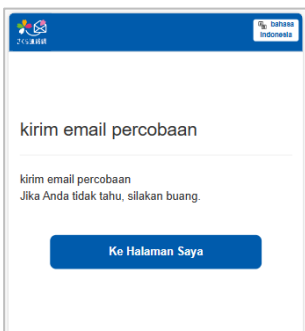 さくら連絡網
bahasa
Indonesia
kirim email percobaan
kirim email percobaan
Jika Anda tidak tahu, silakan buang.
Ke Halaman Saya